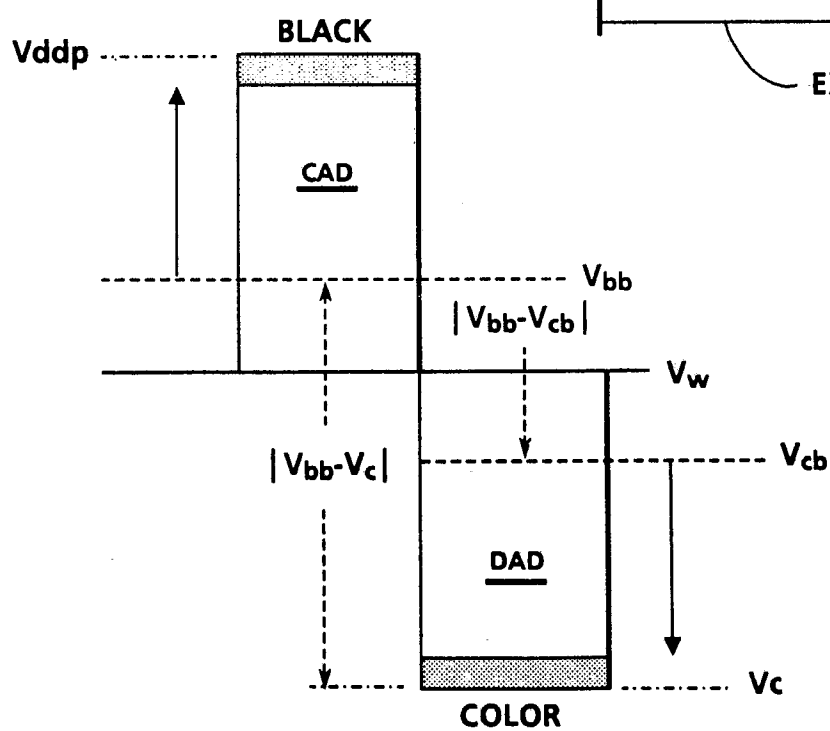 BLACK
Vddp
CAD
Vbb
|Vbb-Vcb|
Vw
|Vbb-Vc|
Vcb
DAD
Vc
COLOR